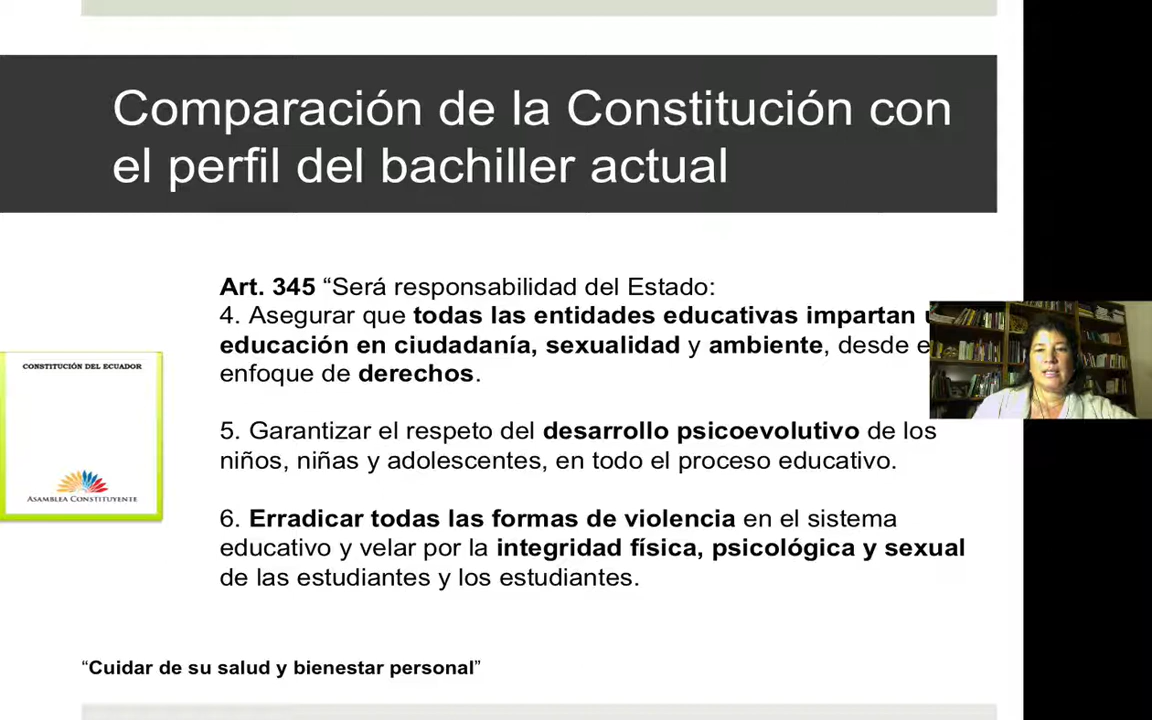 Comparación de la Constitución con
el perfil del bachiller actual
Art. 345 “Será responsabilidad del Estado:
4. Asegurar que todas las entidades educativas impartan
educación en ciudadanía, sexualidad y ambiente, desde
enfoque de derechos.
5. Garantizar el respeto del desarrollo psicoevolutivo de los
niños, niñas y adolescentes, en todo el proceso educativo.
6. Erradicar todas las formas de violencia en el sistema
educativo y velar por la integridad física, psicológica y sexual
de las estudiantes y los estudiantes.
CONSTITUCIÓN DEL ECUADOR
ASAMBLEA CONSTITUYENTE
“Cuidar de su salud y bienestar personal”